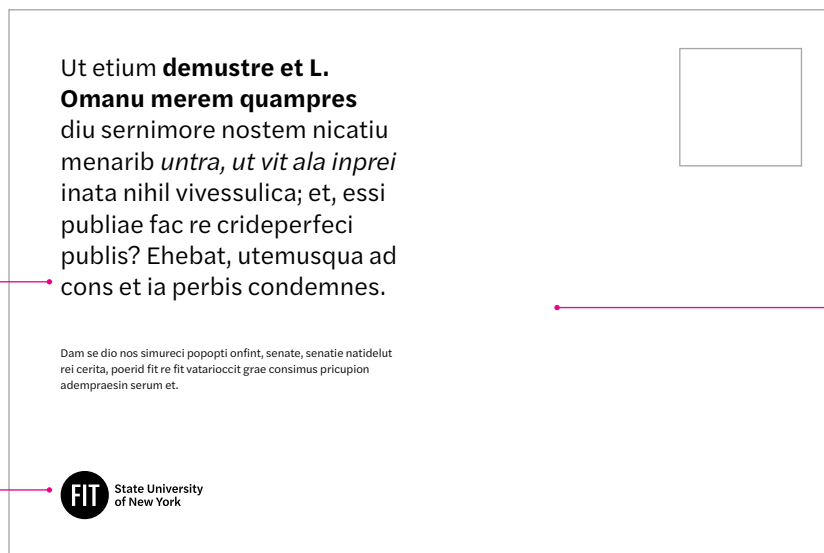 Ut etium demustre et L.
Omanu merem quampres
diu sernimore nostem nicatiu
menarib untra, ut vit ala inprei
inata nihil vivessulica; et, essi
publiae fac re crideperfeci
publis? Ehebat, utemusqua ad
cons et ia perbis condemnes.
Dam se dio nos simureci popopti onfint, senate, senatie natidelut
rei cerita, poerid fit re fit vatarioccit grae consimus pricupion
adempraesin serum et.
FIT
State University
of New York